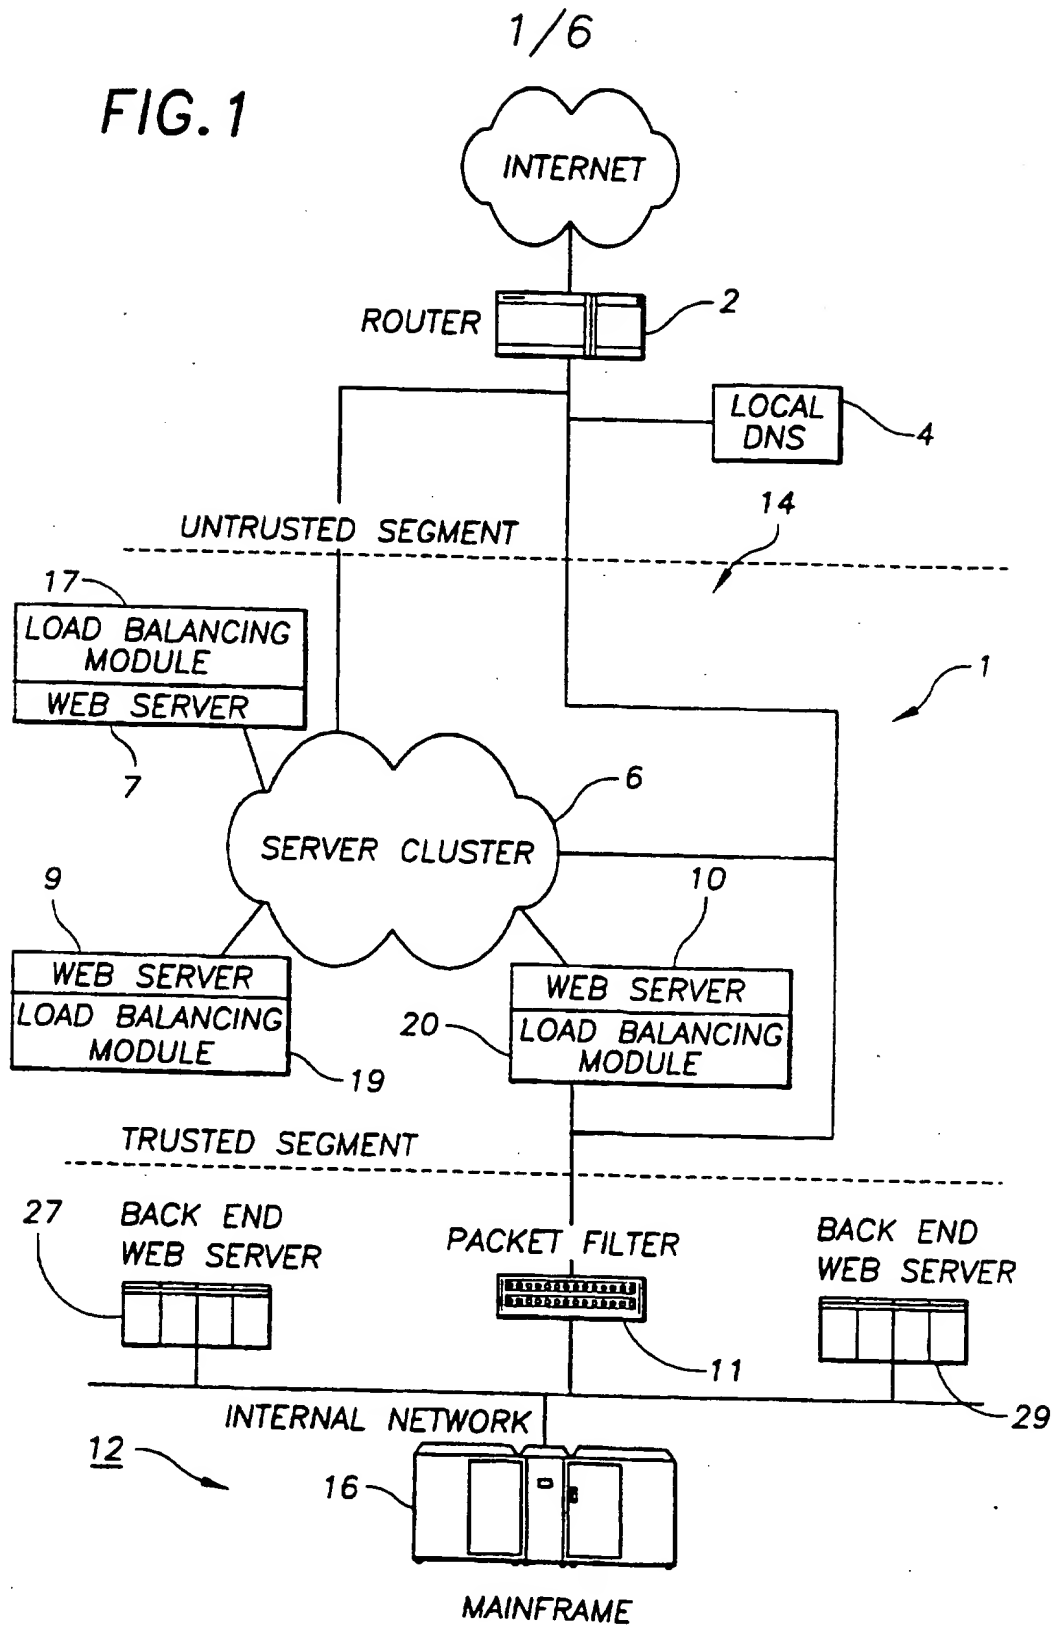 1/6
FIG. 1
INTERNET
ROUTER
2
LOCAL
DNS
4
UNTRUSTED SEGMENT
14
17
LOAD BALANCING
MODULE
WEB SERVER
7
1
6
SERVER CLUSTER
9
10
WEB SERVER
LOAD BALANCING
MODULE
19
WEB SERVER
20
LOAD BALANCING
MODULE
TRUSTED SEGMENT
27
BACK END
WEB SERVER
PACKET FILTER
BACK END
WEB SERVER
11
29
INTERNAL NETWORK
12
16
MAINFRAME